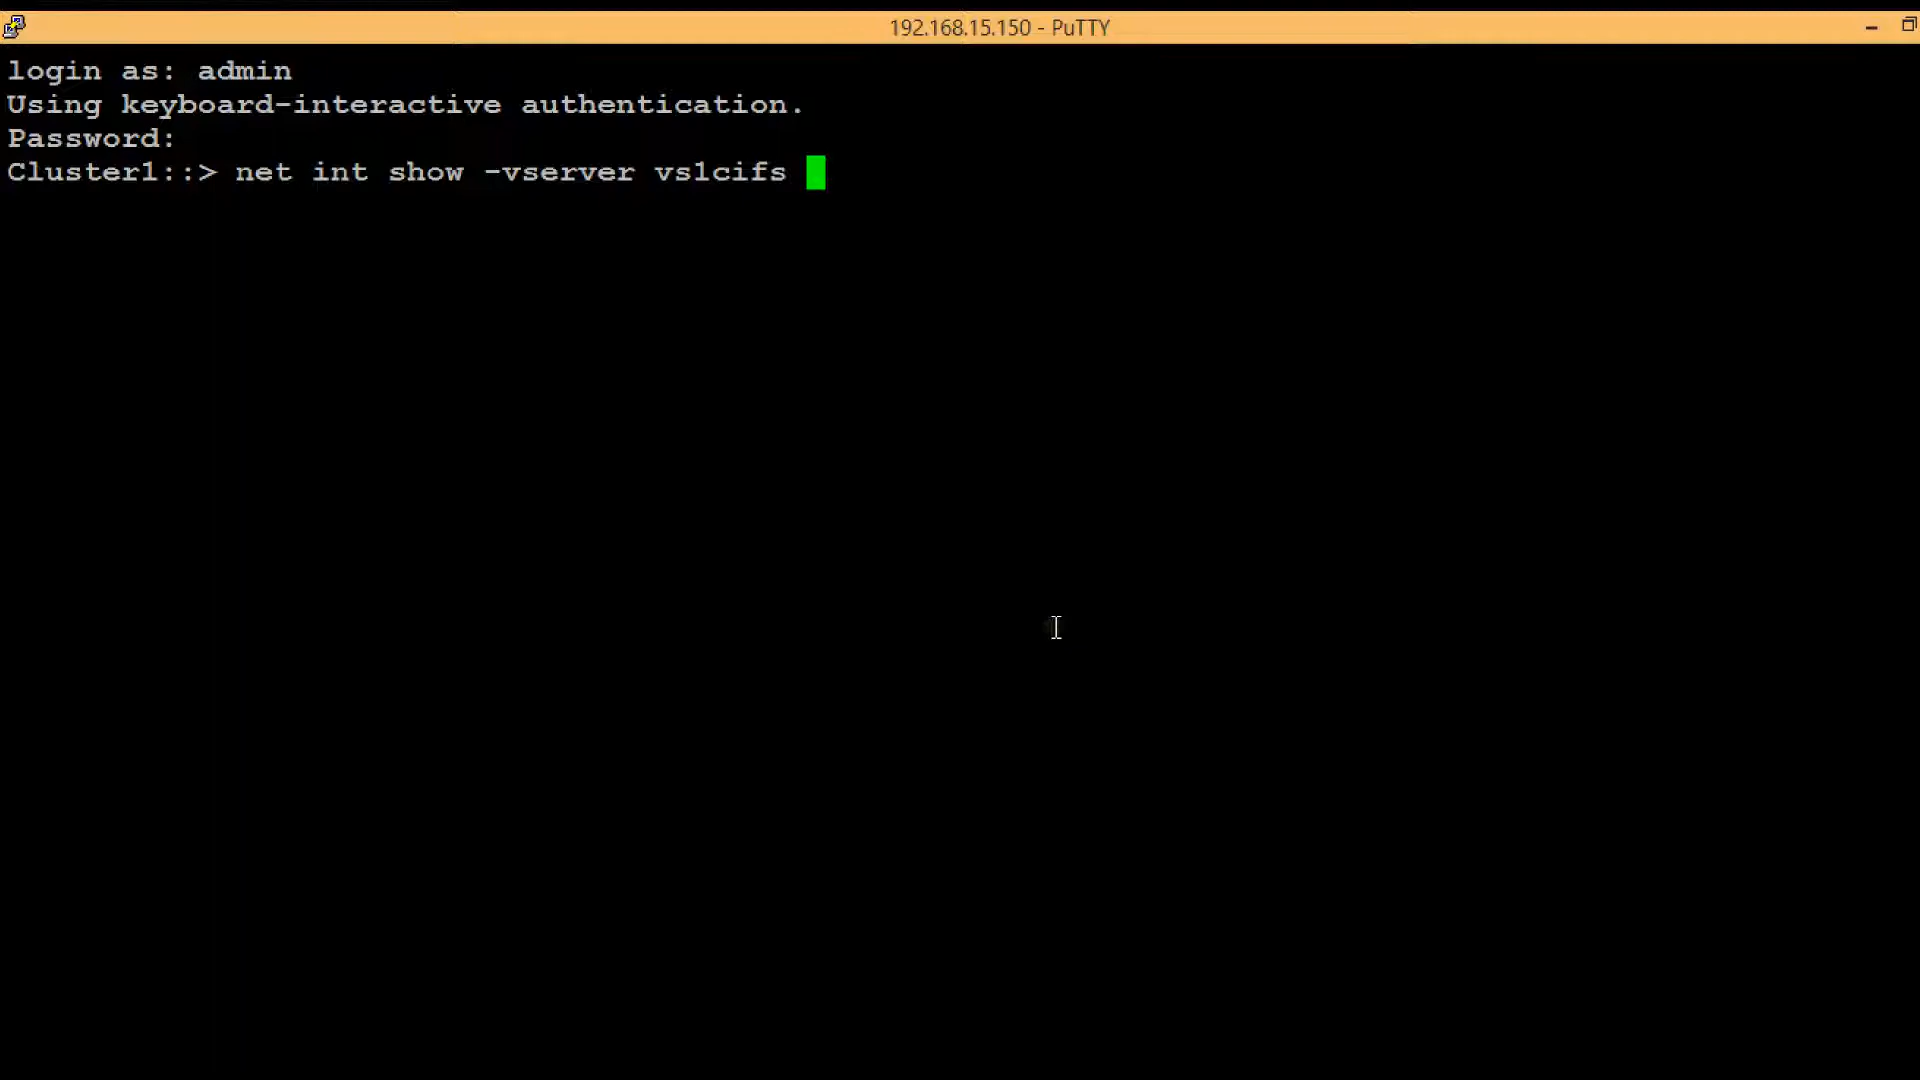 192.168.15.150 - PuTTY
login as: admin
Using keyboard-interactive authentication.
Password:
Cluster1::> net int show -vserver vs1cifs